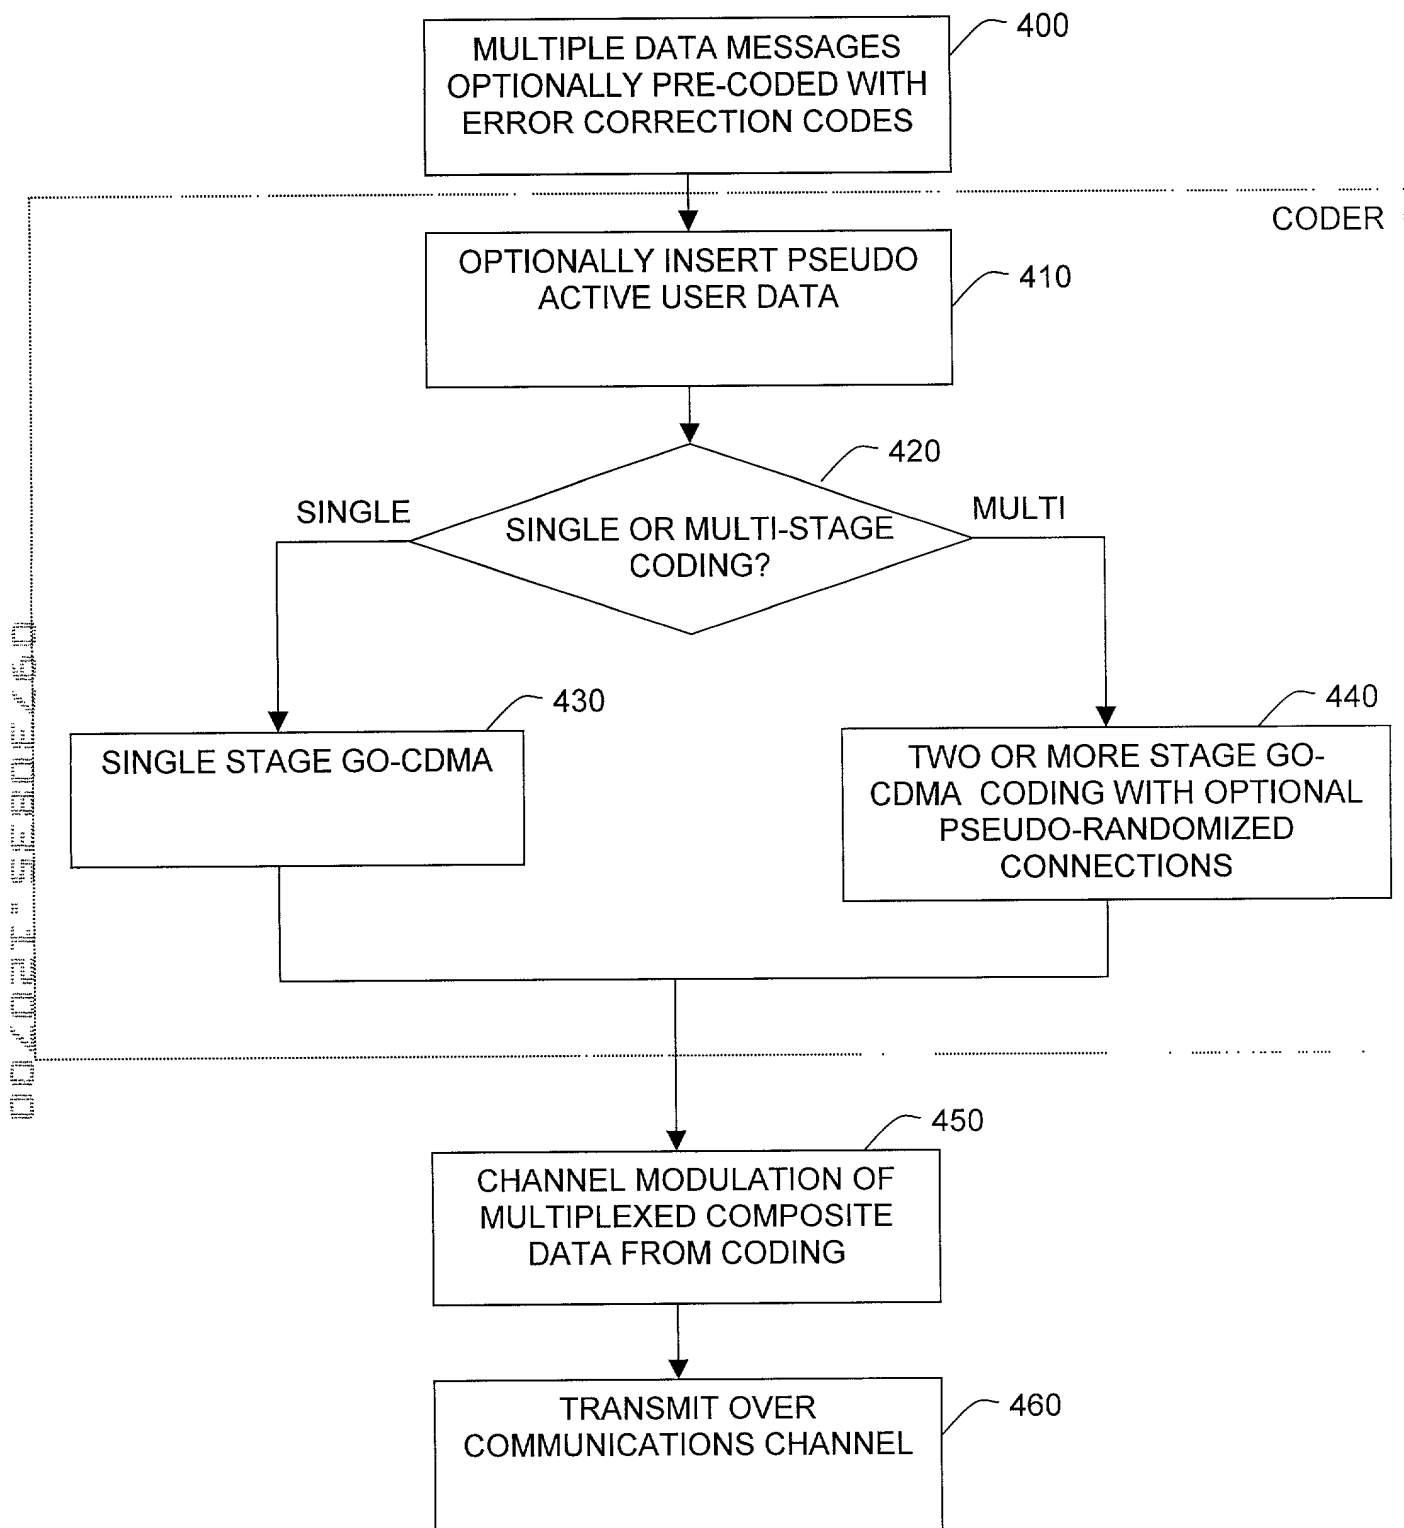 400
MULTIPLE DATA MESSAGES
OPTIONALLY PRE-CODED WITH
ERROR CORRECTION CODES
CODER
OPTIONALLY INSERT PSEUDO
ACTIVE USER DATA
410
420
SINGLE
MULTI
SINGLE OR MULTI-STAGE
CODING?
430
SINGLE STAGE GO-CDMA
440
TWO OR MORE STAGE GO-
CDMA CODING WITH OPTIONAL
PSEUDO-RANDOMIZED
CONNECTIONS
450
CHANNEL MODULATION OF
MULTIPLEXED COMPOSITE
DATA FROM CODING
TRANSMIT OVER
COMMUNICATIONS CHANNEL
460